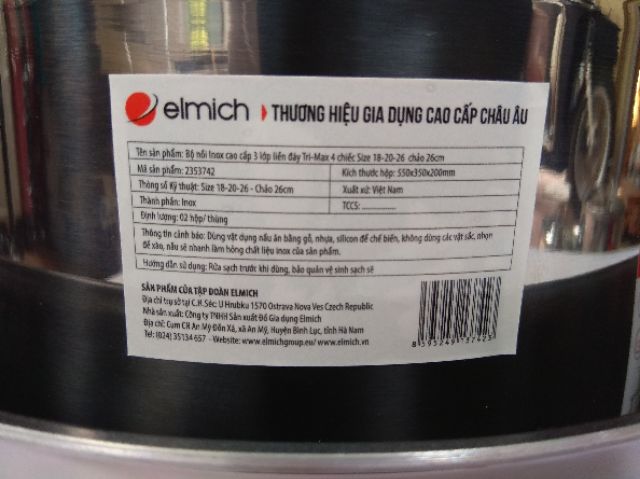 elmich THƯƠNG HIỆU GIA DỤNG CAO CẤP CHÂU ÂU
Tên sản phẩm: Bộ nồi Inox cao cấp 3 lớp liền đáy Tri-Max 4 chiếc Size 18-20-26 chảo 26cm
Mã sản phẩm: 2353742 Kích thước hộp: 550x350x200mm
Thông số Kỹ thuật: Size 18-20-26 - Chảo 26cm Xuất xứ: Việt Nam
Thành phần: Inox TCCS: ................
Định lượng: 02 hộp/ thùng
Thông tin cảnh báo: Dùng vật dụng nấu ăn bằng gỗ, nhựa, silicon để chế biến, không dùng các vật sắc, nhọn
để xào, nấu sẽ nhanh làm hỏng chất liệu inox của sản phẩm.
Hướng dẫn sử dụng: Rửa sạch trước khi dùng, bảo quản vệ sinh sạch sẽ
SẢN PHẨM CỦA TẬP ĐOÀN ELMICH
Địa chỉ trụ sở tại C.H.Séc: U Hrubku 1570 Ostrava Nova Ves Czech Republic
Nhà sản xuất: Công ty TNHH Sản xuất Đồ Gia dụng Elmich
Địa chỉ: Cụm CN An Mỹ Đồn Xá, xã An Mỹ, Huyện Bình Lục, tỉnh Hà Nam
Tel: (024) 35134 657 - Website: www.elmichgroup.eu/ www.elmich.vn